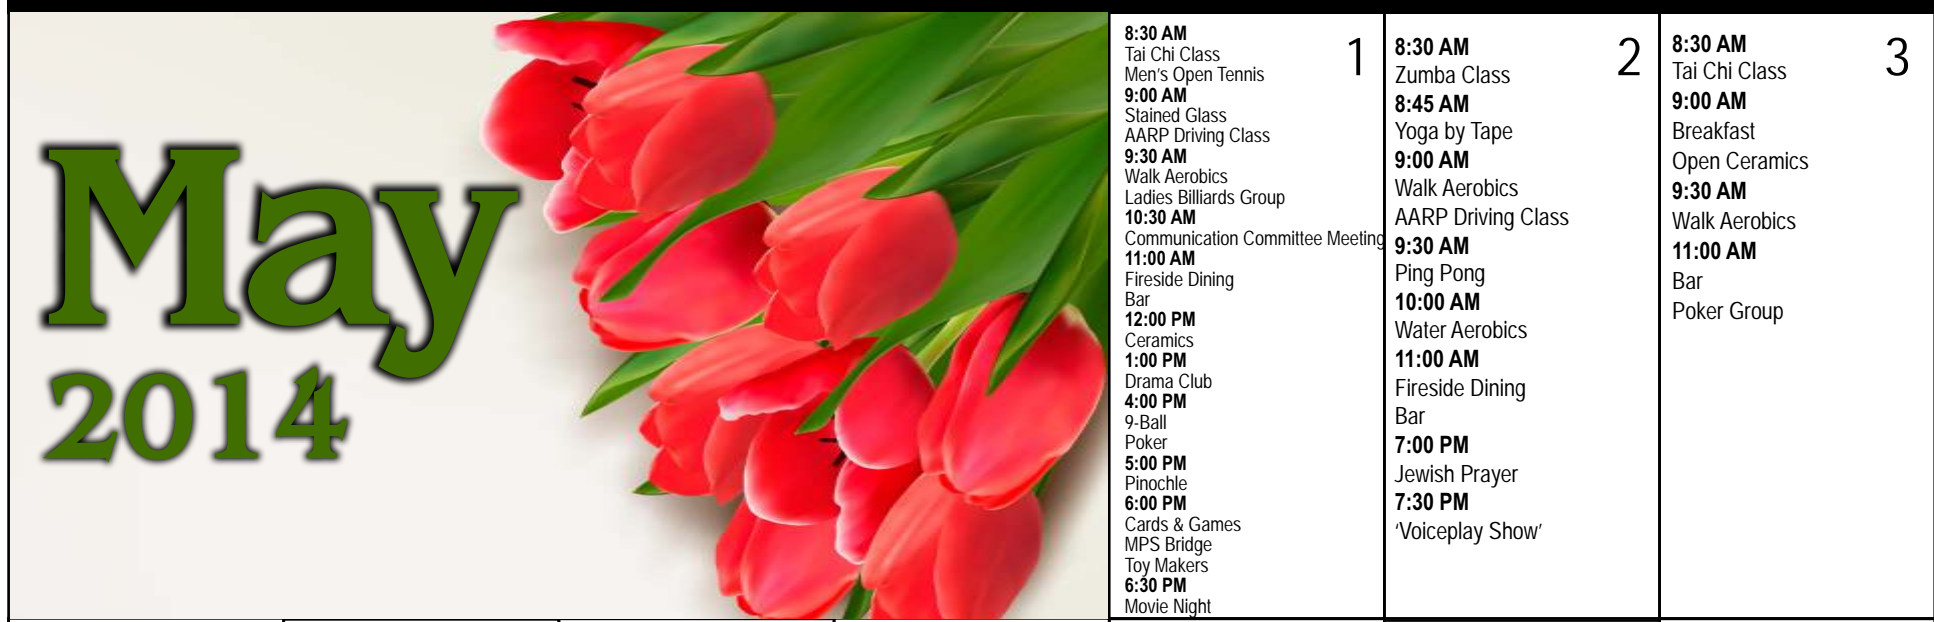 May
2014
1
8:30 AM
Tai Chi Class
Men's Open Tennis
9:00 AM
Stained Glass
AARP Driving Class
9:30 AM
Walk Aerobics
Ladies Billiards Group
10:30 AM
Communication Committee Meeting
11:00 AM
Fireside Dining
Bar
12:00 PM
Ceramics
1:00 PM
Drama Club
4:00 PM
9-Ball
Poker
5:00 PM
Pinochle
6:00 PM
Cards & Games
MPS Bridge
Toy Makers
6:30 PM
Movie Night
2
8:30 AM
Zumba Class
8:45 AM
Yoga by Tape
9:00 AM
Walk Aerobics
AARP Driving Class
9:30 AM
Ping Pong
10:00 AM
Water Aerobics
11:00 AM
Fireside Dining
Bar
7:00 PM
Jewish Prayer
7:30 PM
‘Voiceplay Show’
3
8:30 AM
Tai Chi Class
9:00 AM
Breakfast
Open Ceramics
9:30 AM
Walk Aerobics
11:00 AM
Bar
Poker Group